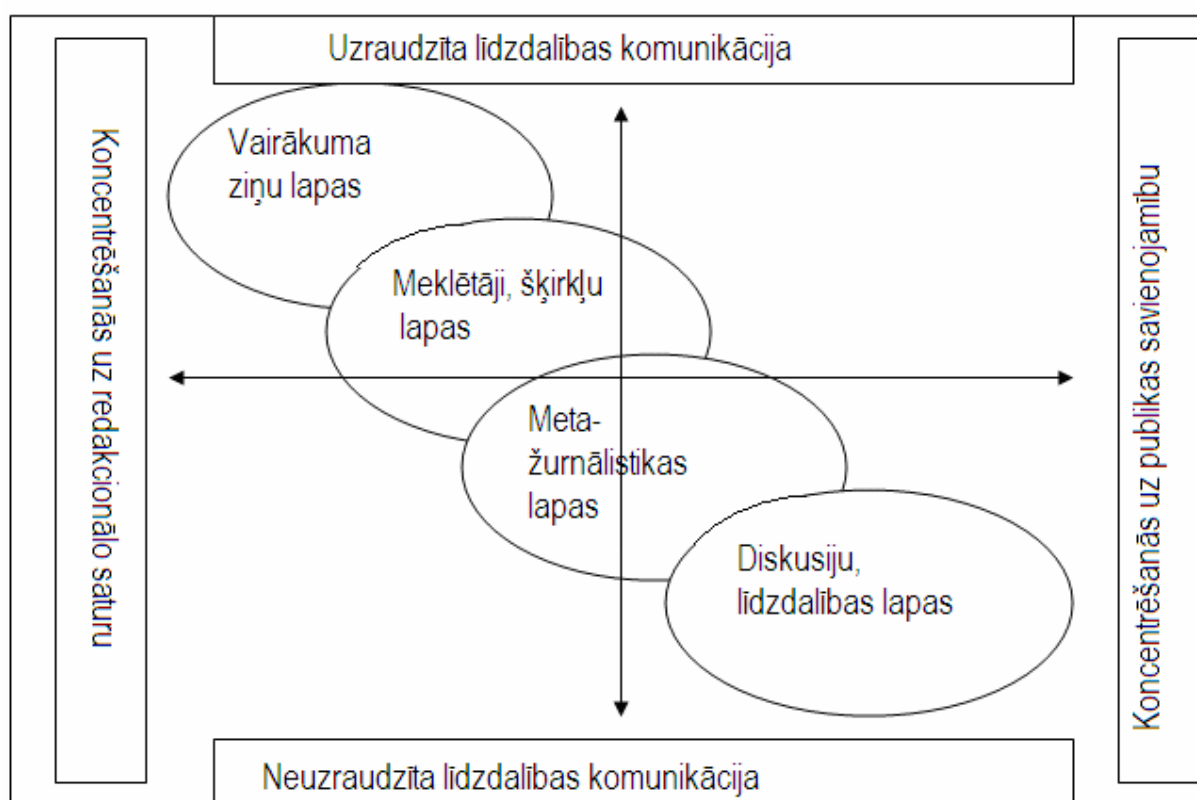 Uzraudzīta līdzdalības komunikācija
Koncentrēšanās uz redakcionālo saturu
Vairākuma
ziņu lapas
Meklētāji, šķirkļu
lapas
Meta-
žurnālistikas
lapas
Diskusiju,
līdzdalības lapas
Koncentrēšanās uz publikas savienojamību
Neuzraudzīta līdzdalības komunikācija